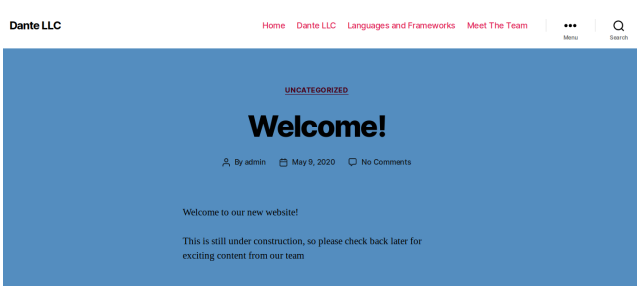 Dante LLC
Home Dante LLC Languages and Frameworks Meet The Team
Menu
Search
UNCATEGORIZED
Welcome!
By admin May 9, 2020 No Comments
Welcome to our new website!
This is still under construction, so please check back later for
exciting content from our team